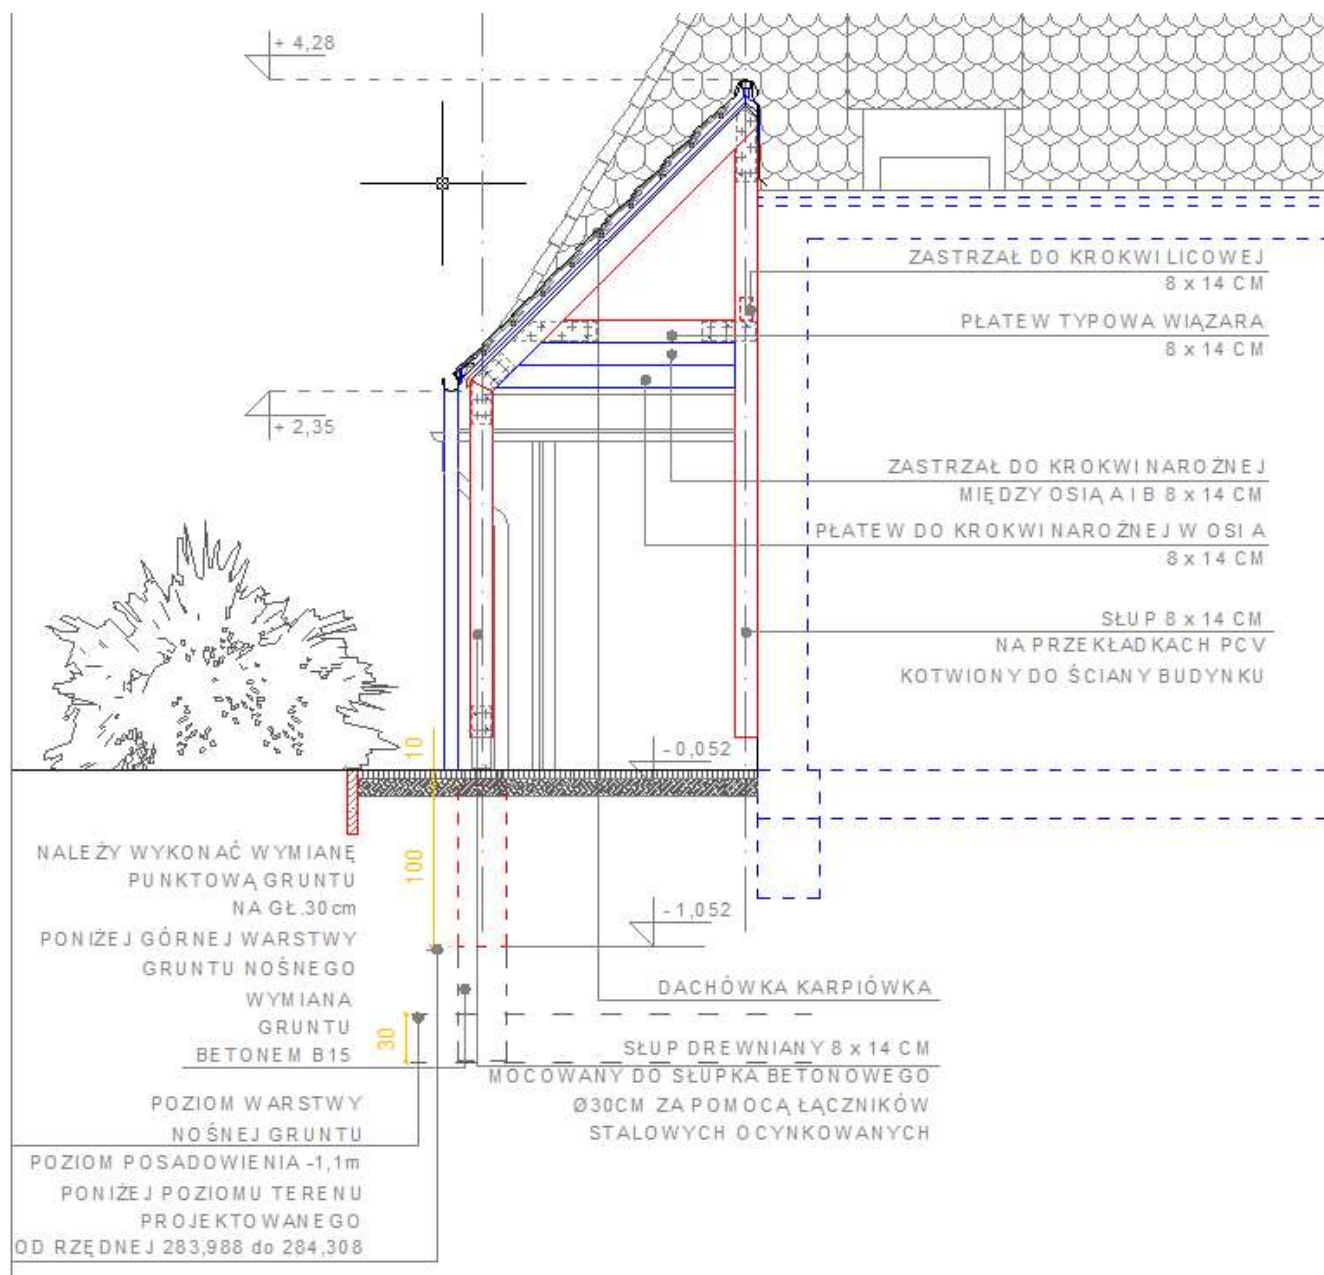 + 4,28
ZASTRZAŁ DO KROKWI LICOWEJ
8 x 14 CM
PŁATEW TYPOWA WIĄZARA
8 x 14 CM
+ 2,35
ZASTRZAŁ DO KROKWI NAROŻNEJ
MIĘDZY OSIĄ A I B 8 x 14 CM
PŁATEW DO KROKWI NAROŻNEJ W OSI A
8 x 14 CM
SŁUP 8 x 14 CM
NA PRZEKŁADKACH PCV
KOTWIONY DO ŚCIANY BUDYNKU
10
- 0,052
100
- 1,052
30
NALEŻY WYKONAĆ WYMIANĘ
PUNKTOWĄ GRUNTU
NA GŁ.30cm
PONIŻEJ GÓRNEJ WARSTWY
GRUNTU NOŚNEGO
WYMIANA
GRUNTU
BETONEM B15
POZIOM WARSTWY
NOŚNEJ GRUNTU
POZIOM POSADOWIENIA -1,1m
PONIŻEJ POZIOMU TERENU
PROJEKTOWANEGO
OD RZĘDNEJ 283,988 do 284,308
DACHÓWKA KARPIÓWKA
SŁUP DREWNIANY 8 x 14 CM
MOCOWANY DO SŁUPKA BETONOWEGO
Ø30CM ZA POMOCĄ ŁĄCZNIKÓW
STALOWYCH OCYNKOWANYCH